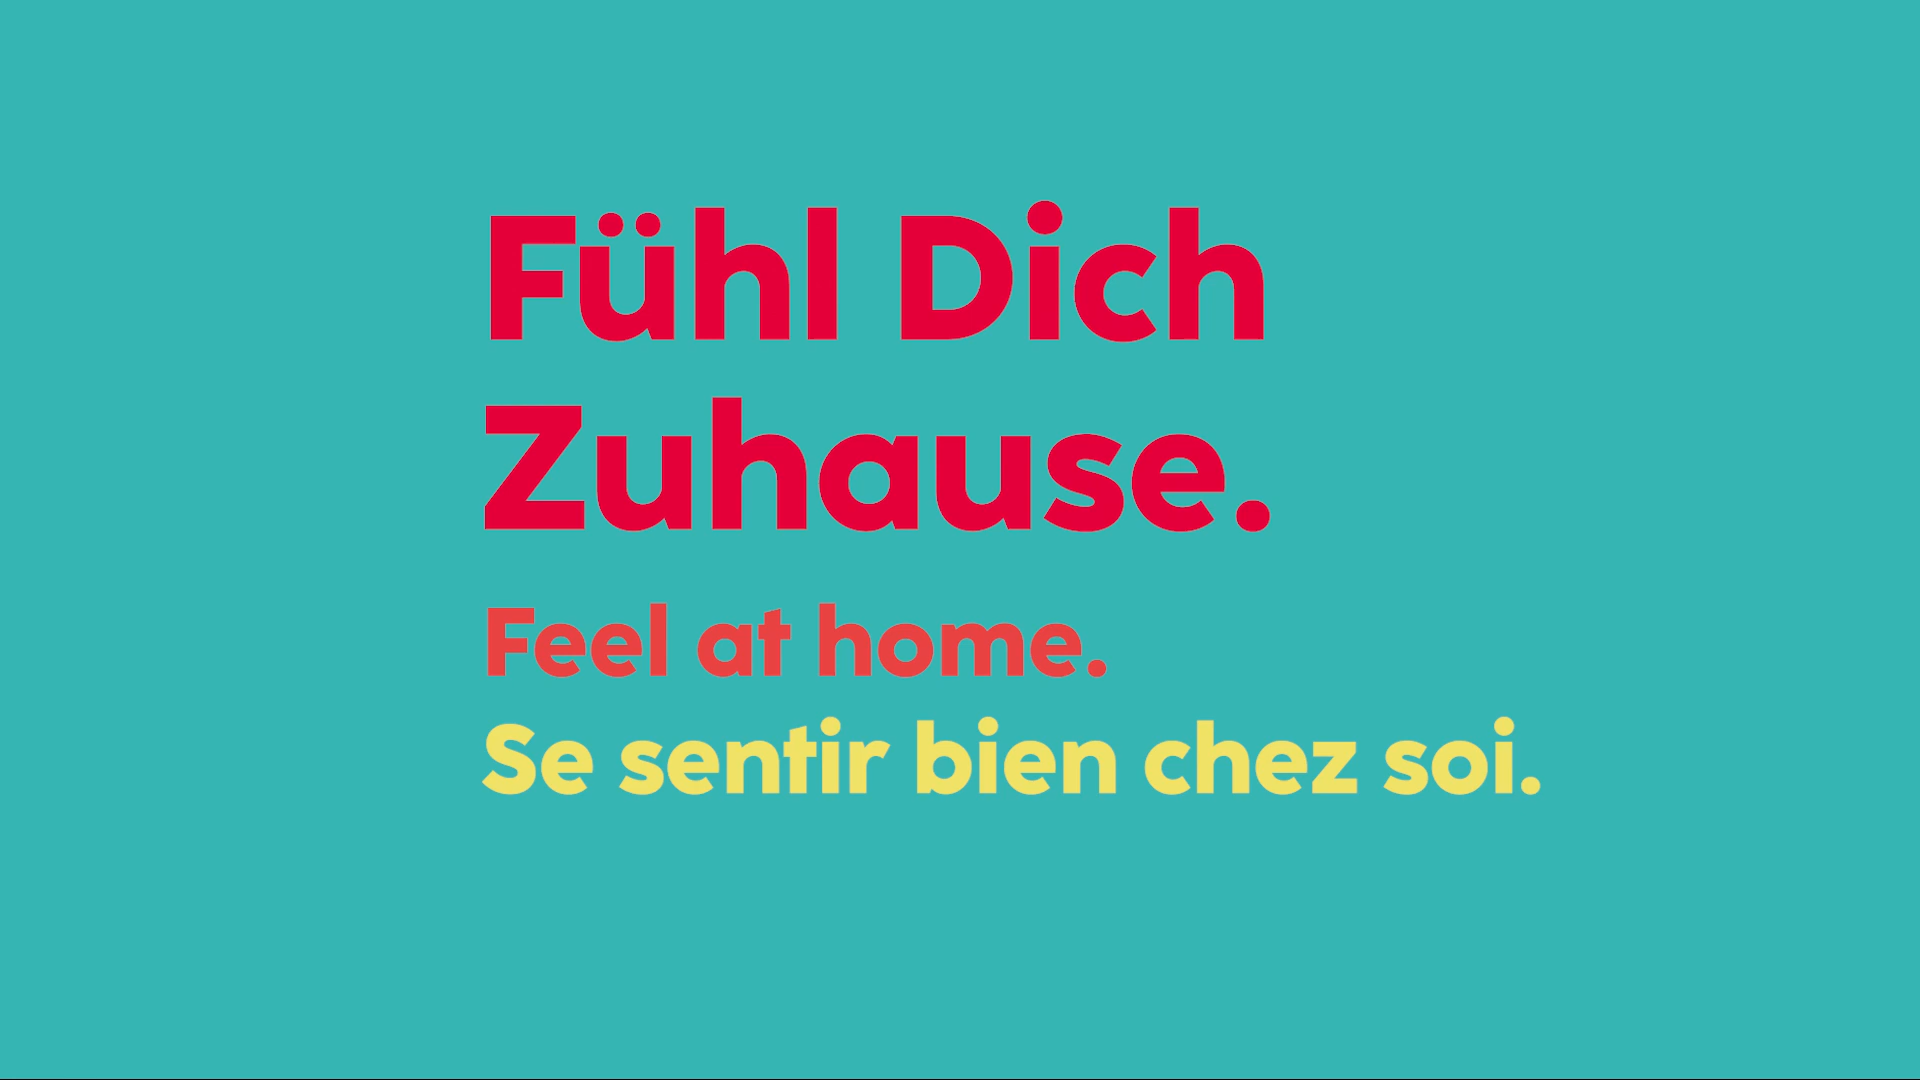 Fühl Dich
Zuhause.
Feel at home.
Se sentir bien chez soi.